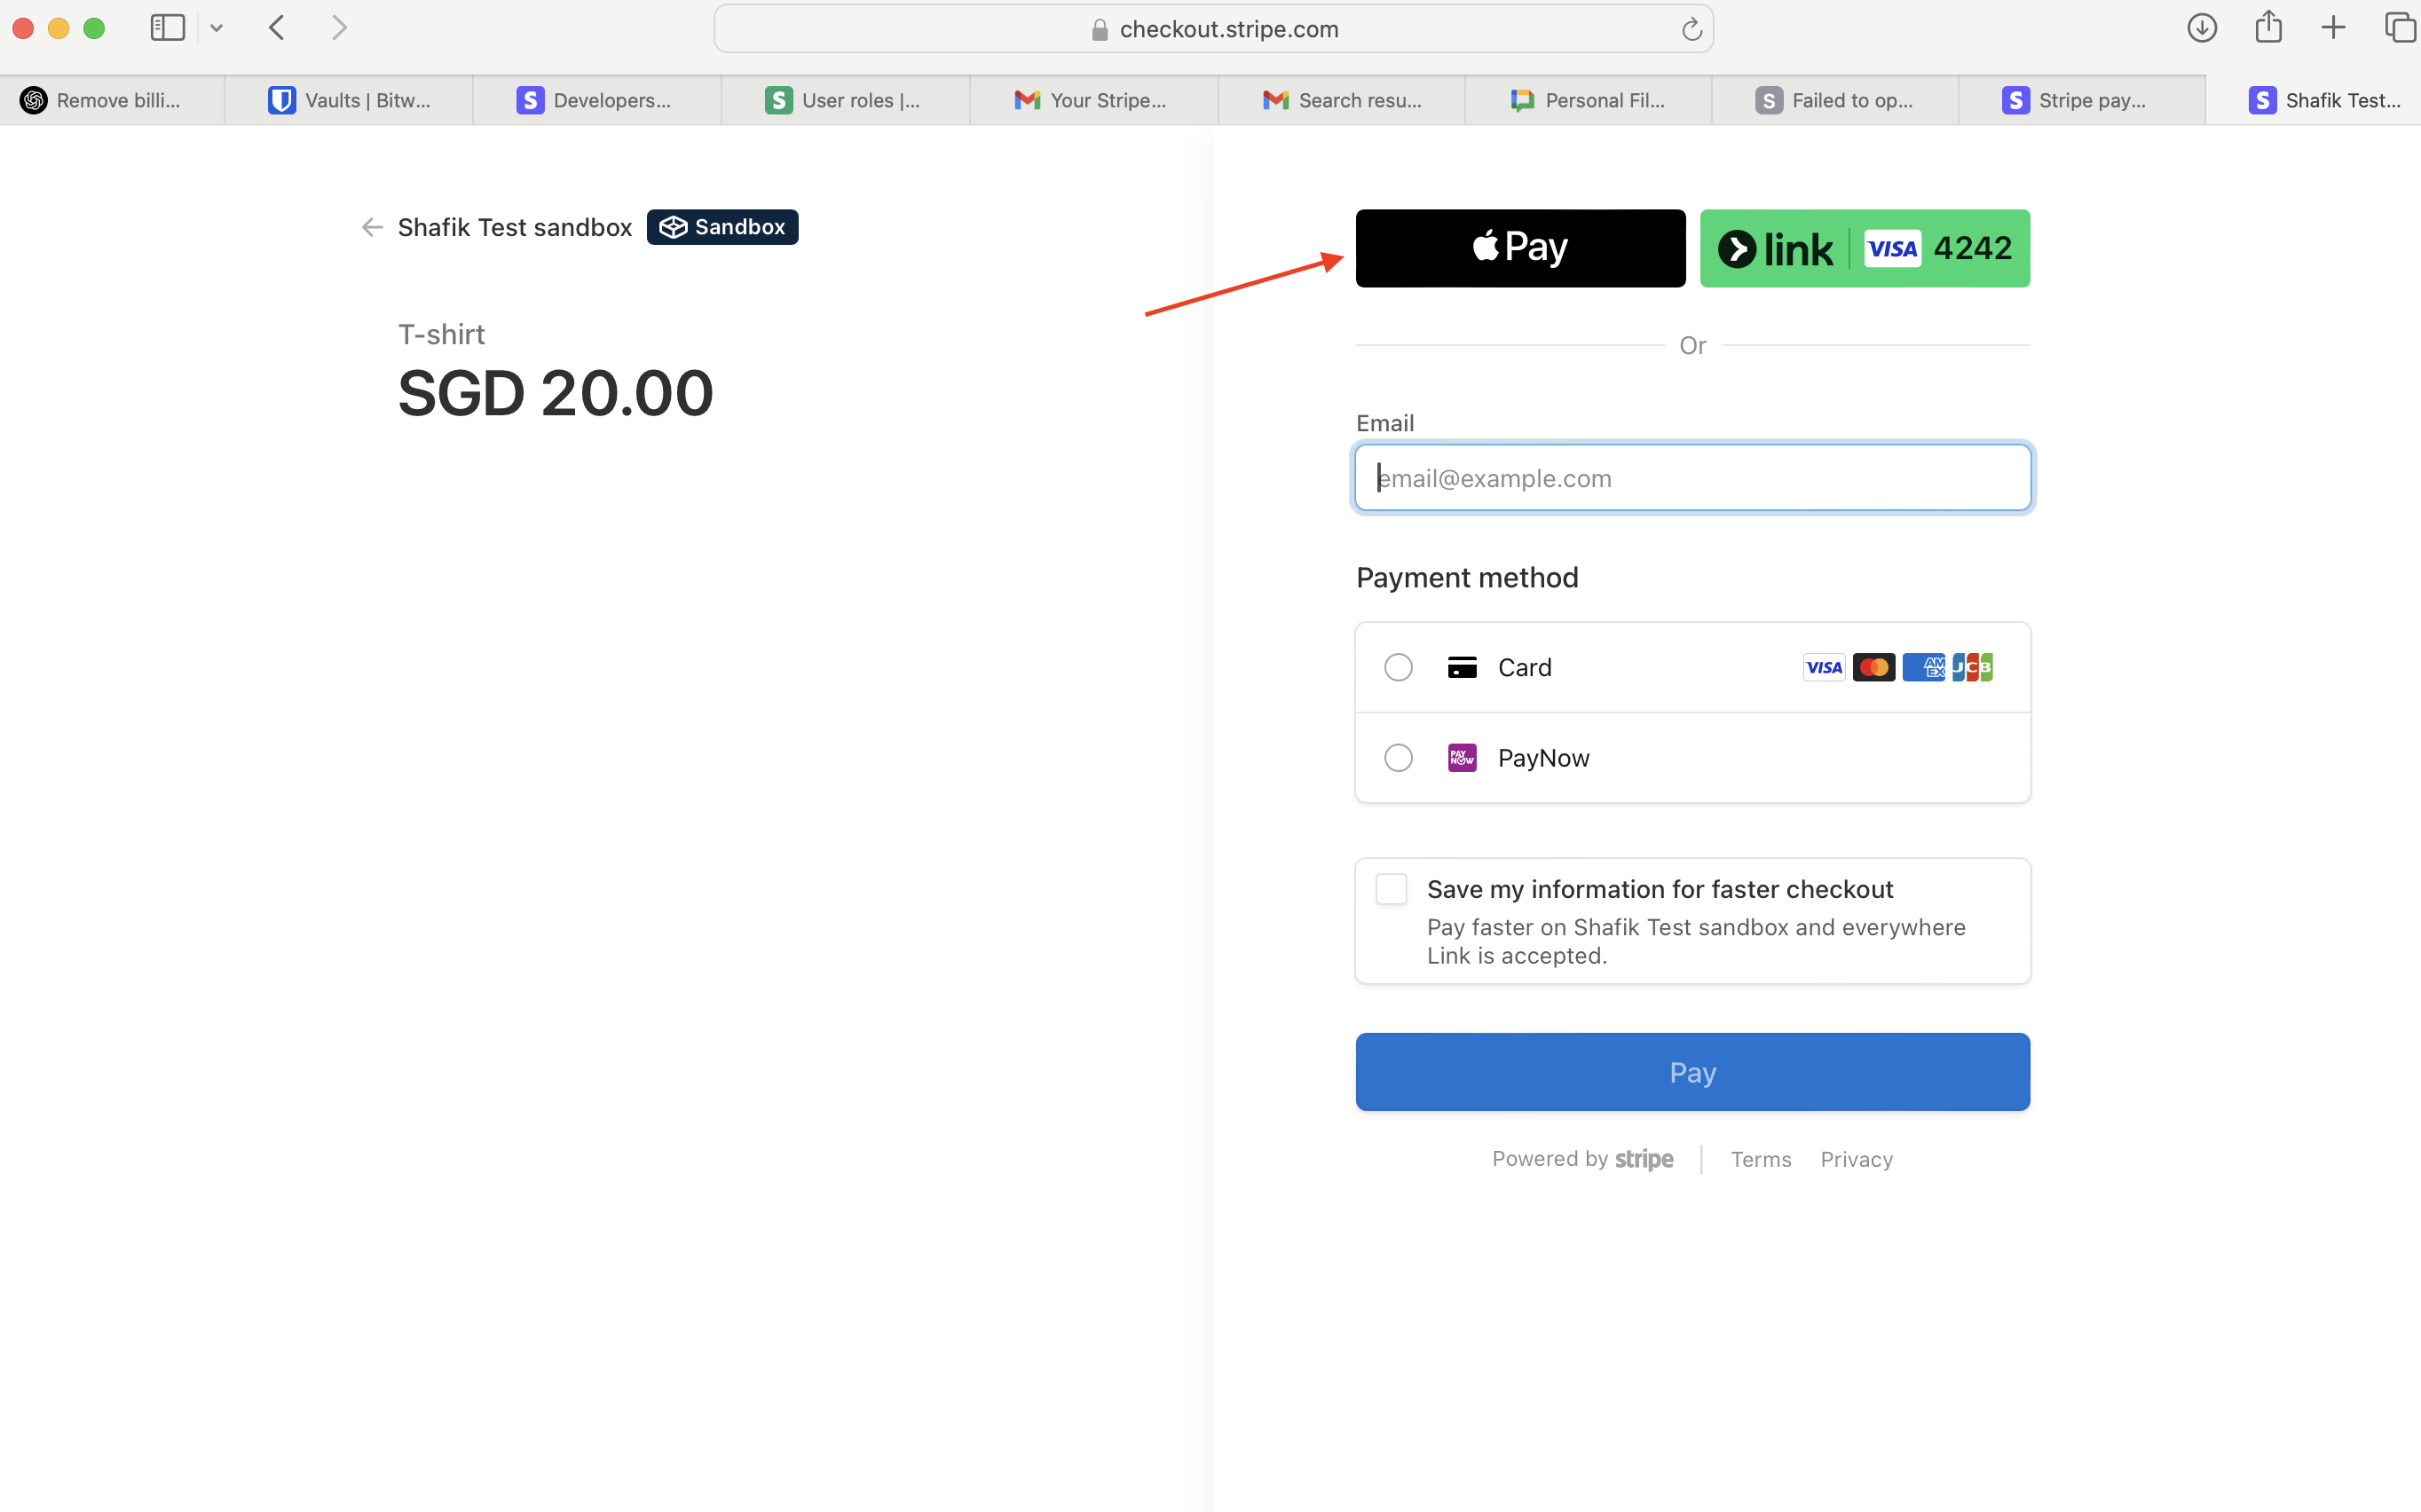 checkout.stripe.com
Remove billi...
Vaults | Bitw...
Developers...
User roles |...
Your Stripe...
Search resu...
Personal Fil...
Failed to op...
Stripe pay...
Shafik Test...
Shafik Test sandbox
Sandbox
T-shirt
SGD 20.00
Pay
link VISA 4242
Or
Email
email@example.com
Payment method
Card
VISA AMEX JCB
PayNow
Save my information for faster checkout
Pay faster on Shafik Test sandbox and everywhere
Link is accepted.
Pay
Powered by stripe
Terms Privacy